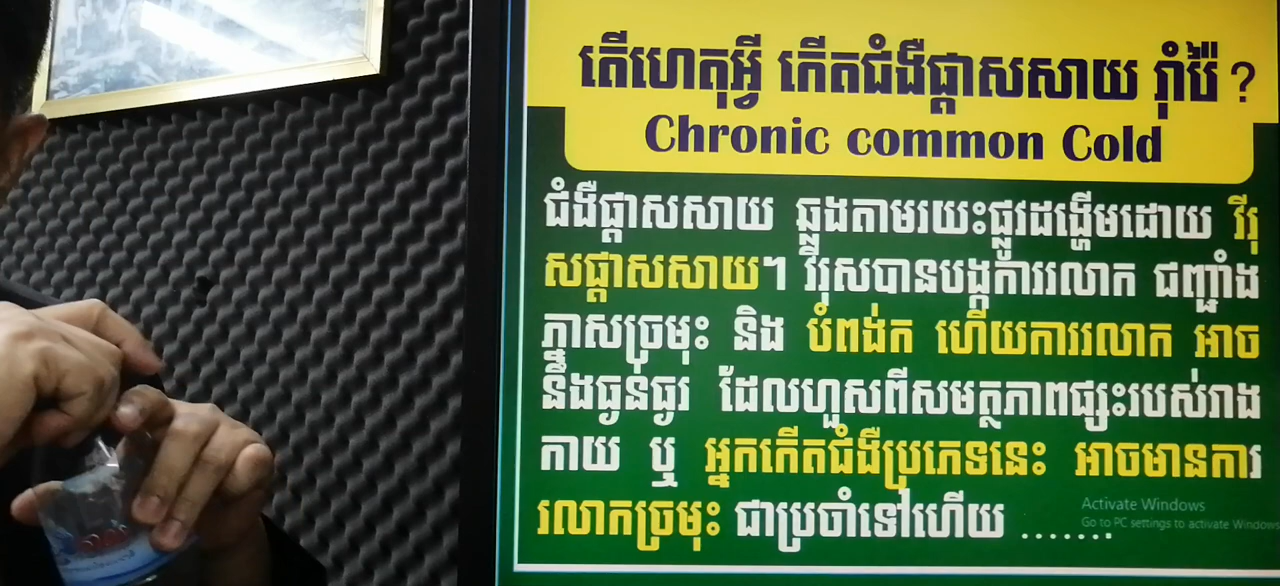 តើហេតុអ្វី កើតជំងឺផ្តាសសាយ រ៉ាំរ៉ៃ ?
Chronic common Cold
ជំងឺផ្តាសសាយ ឆ្លងតាមរយះផ្លូវដង្ហើមដោយ វីរុ
សផ្តាសសាយ។ វីរុសបានបង្កការរលាក ជញ្ជាំង
ភ្នាសច្រមុះ និង បំពង់ក ហើយការរលាក អាច
នឹងធ្ងន់ធ្ងរ ដែលហួសពីសមត្ថភាពផ្សះរបស់រាង
កាយ ឬ អ្នកកើតជំងឺប្រភេទនេះ អាចមានការ
រលាកច្រមុះ ជាប្រចាំទៅហើយ .......
Activate Windows
Go to PC settings to activate Windows